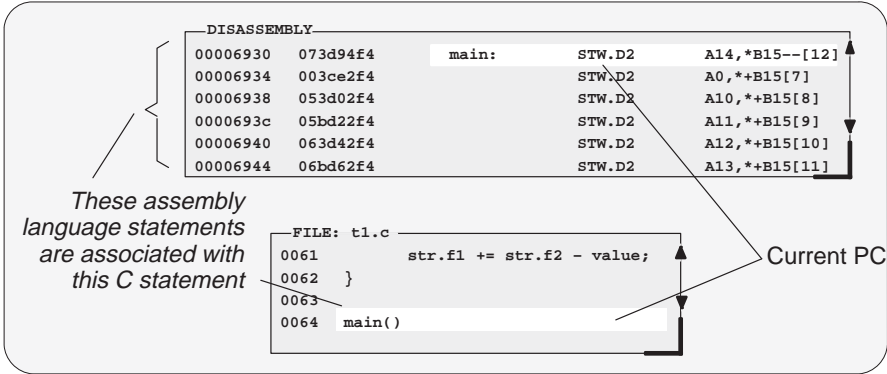 DISASSEMBLY
00006930 073d94f4 main: STW.D2 A14,*B15--[12]
00006934 003ce2f4 STW.D2 A0,*+B15[7]
00006938 053d02f4 STW.D2 A10,*+B15[8]
0000693c 05bd22f4 STW.D2 A11,*+B15[9]
00006940 063d42f4 STW.D2 A12,*+B15[10]
00006944 06bd62f4 STW.D2 A13,*+B15[11]
These assembly
language statements
are associated with
this C statement
FILE: t1.c
0061 str.f1 += str.f2 - value;
0062 }
0063
0064 main()
Current PC